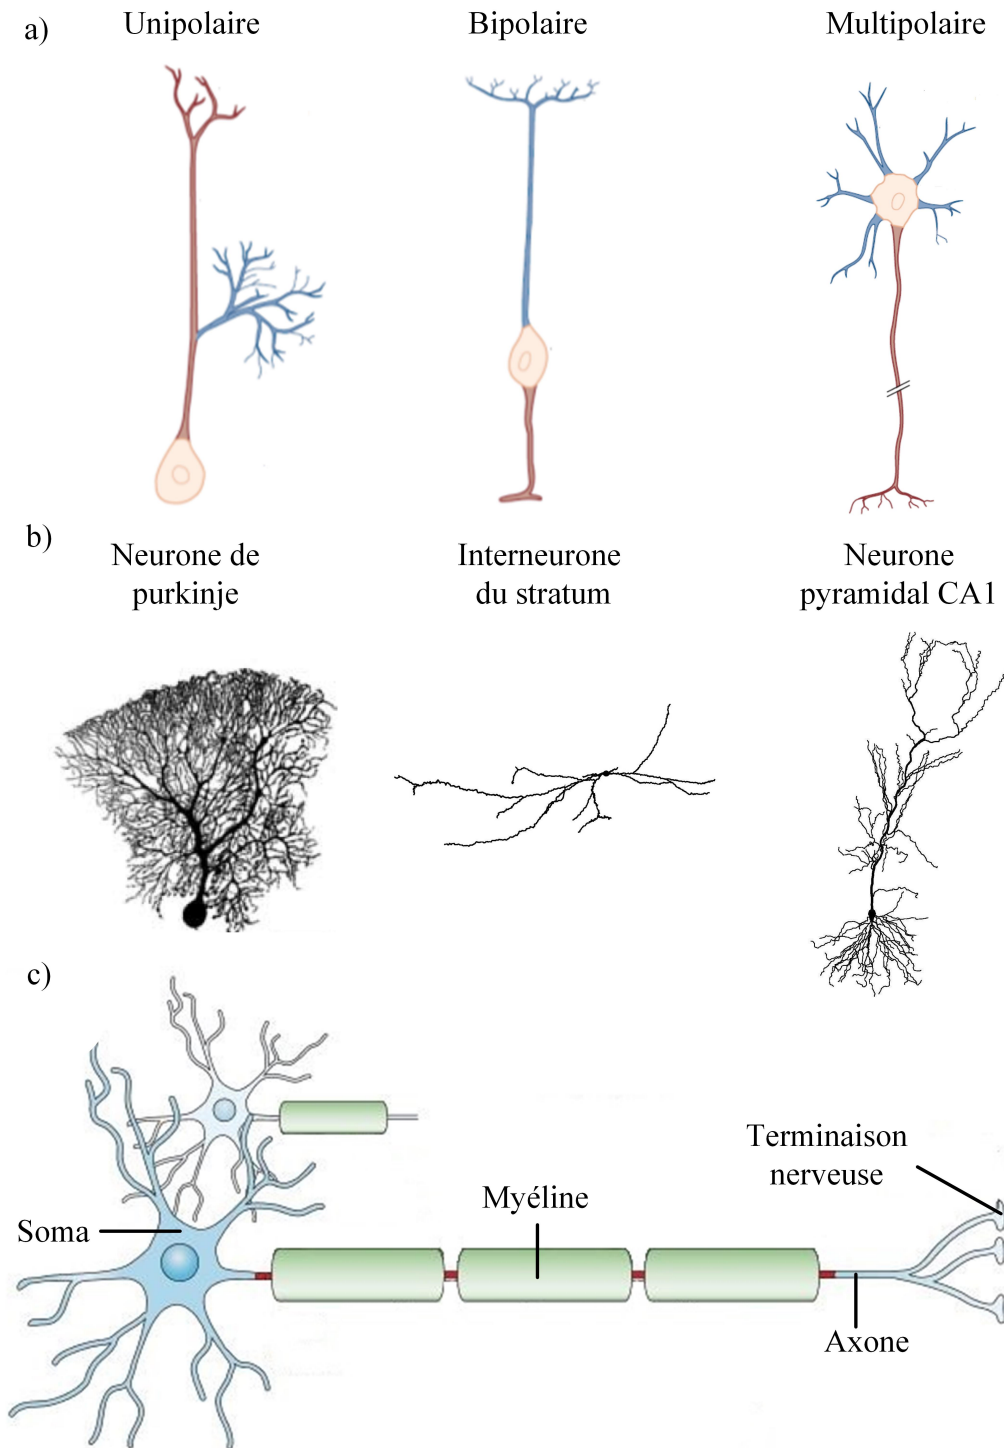 a)
Unipolaire
Bipolaire
Multipolaire
b)
Neurone de
purkinje
Interneurone
du stratum
Neurone
pyramidal CA1
c)
Terminaison
nerveuse
Myéline
Soma
Axone